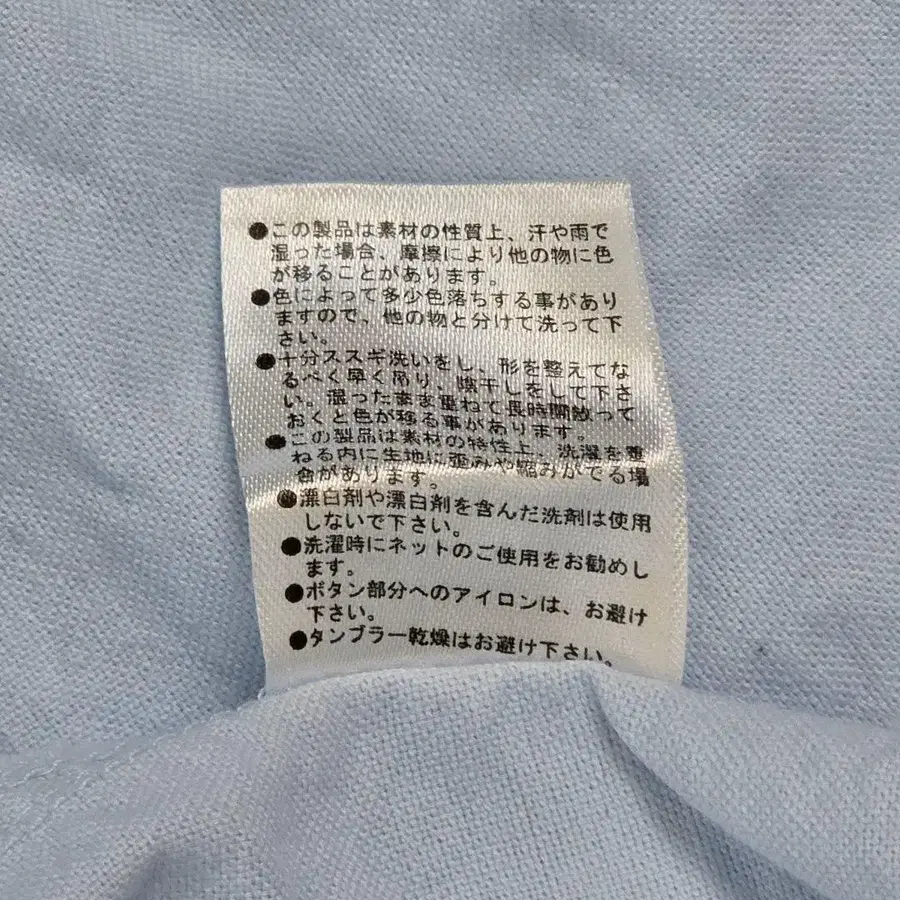 ●この製品は素材の性質上、汗や雨で
湿った場合、摩擦により他の物に色
が移ることがあります。
●色によって多少色落ちする事があり
ますので、他の物と分けて洗って下
さい。
●十分ススギ洗いをし、形を整えてな
るべく早く吊り、陰干しをして下さ
い。湿ったまま重ねて長時間放って
おくと色が移る事があります。
●この製品は素材の特性上、洗濯を重
ねる内に生地に歪みや縮みがでる場
合があります。
●漂白剤や漂白剤を含んだ洗剤は使用
しないで下さい。
●洗濯時にネットのご使用をお勧めし
ます。
●ボタン部分へのアイロンは、お避け
下さい。
●タンブラー乾燥はお避け下さい。